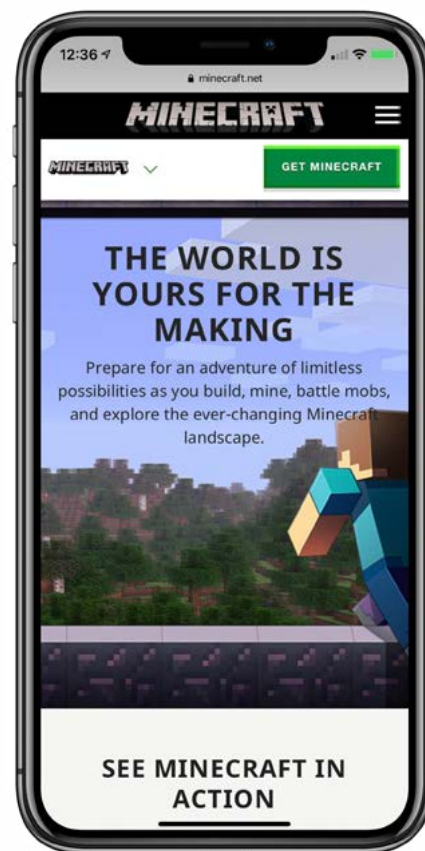 12:36
minecraft.net
MINECRAFT
MINECRAFT
GET MINECRAFT
THE WORLD IS
YOURS FOR THE
MAKING
Prepare for an adventure of limitless
possibilities as you build, mine, battle mobs,
and explore the ever-changing Minecraft
landscape.
SEE MINECRAFT IN
ACTION